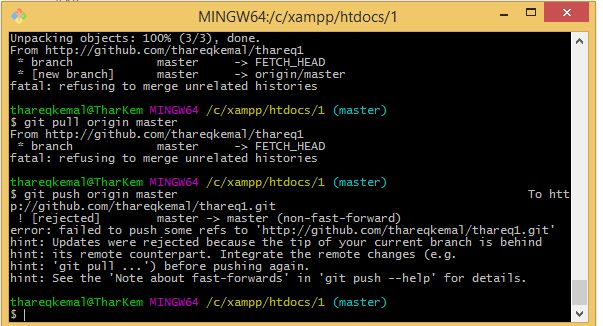 MINGW64:/c/xampp/htdocs/1
Unpacking objects: 100% (3/3), done.
From http://github.com/thareqkemal/thareq1
 * branch            master     -> FETCH_HEAD
 * [new branch]      master     -> origin/master
fatal: refusing to merge unrelated histories
thareqkemal@TharKem MINGW64 /c/xampp/htdocs/1 (master)
$ git pull origin master
From http://github.com/thareqkemal/thareq1
 * branch            master     -> FETCH_HEAD
fatal: refusing to merge unrelated histories
thareqkemal@TharKem MINGW64 /c/xampp/htdocs/1 (master)
$ git push origin master                                              To htt
p://github.com/thareqkemal/thareq1.git
 ! [rejected]        master -> master (non-fast-forward)
error: failed to push some refs to 'http://github.com/thareqkemal/thareq1.git'
hint: Updates were rejected because the tip of your current branch is behind
hint: its remote counterpart. Integrate the remote changes (e.g.
hint: 'git pull ...') before pushing again.
hint: See the 'Note about fast-forwards' in 'git push --help' for details.
thareqkemal@TharKem MINGW64 /c/xampp/htdocs/1 (master)
$